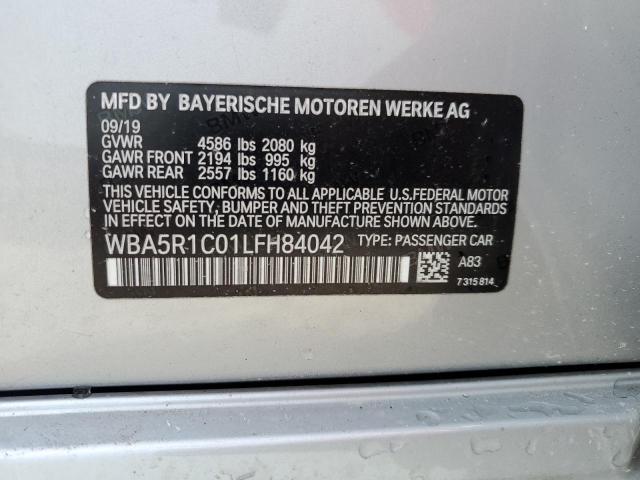 MFD BY BAYERISCHE MOTOREN WERKE AG
09/19
GVWR 4586 lbs 2080 kg
GAWR FRONT 2194 lbs 995 kg
GAWR REAR 2557 lbs 1160 kg
THIS VEHICLE CONFORMS TO ALL APPLICABLE U.S.FEDERAL MOTOR
VEHICLE SAFETY, BUMPER AND THEFT PREVENTION STANDARDS
IN EFFECT ON THE DATE OF MANUFACTURE SHOWN ABOVE.
WBA5R1C01LFH84042 TYPE: PASSENGER CAR
A83
7315814